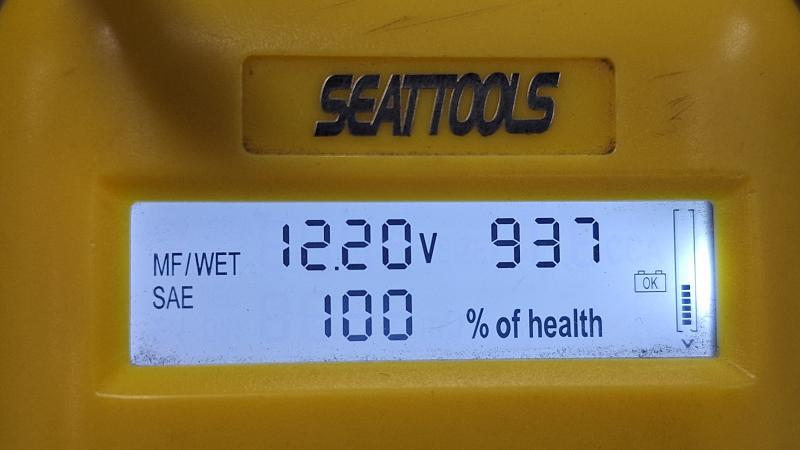 SEATTOOLS
MF/WET 12.20V 937
OK
SAE 100 % of health